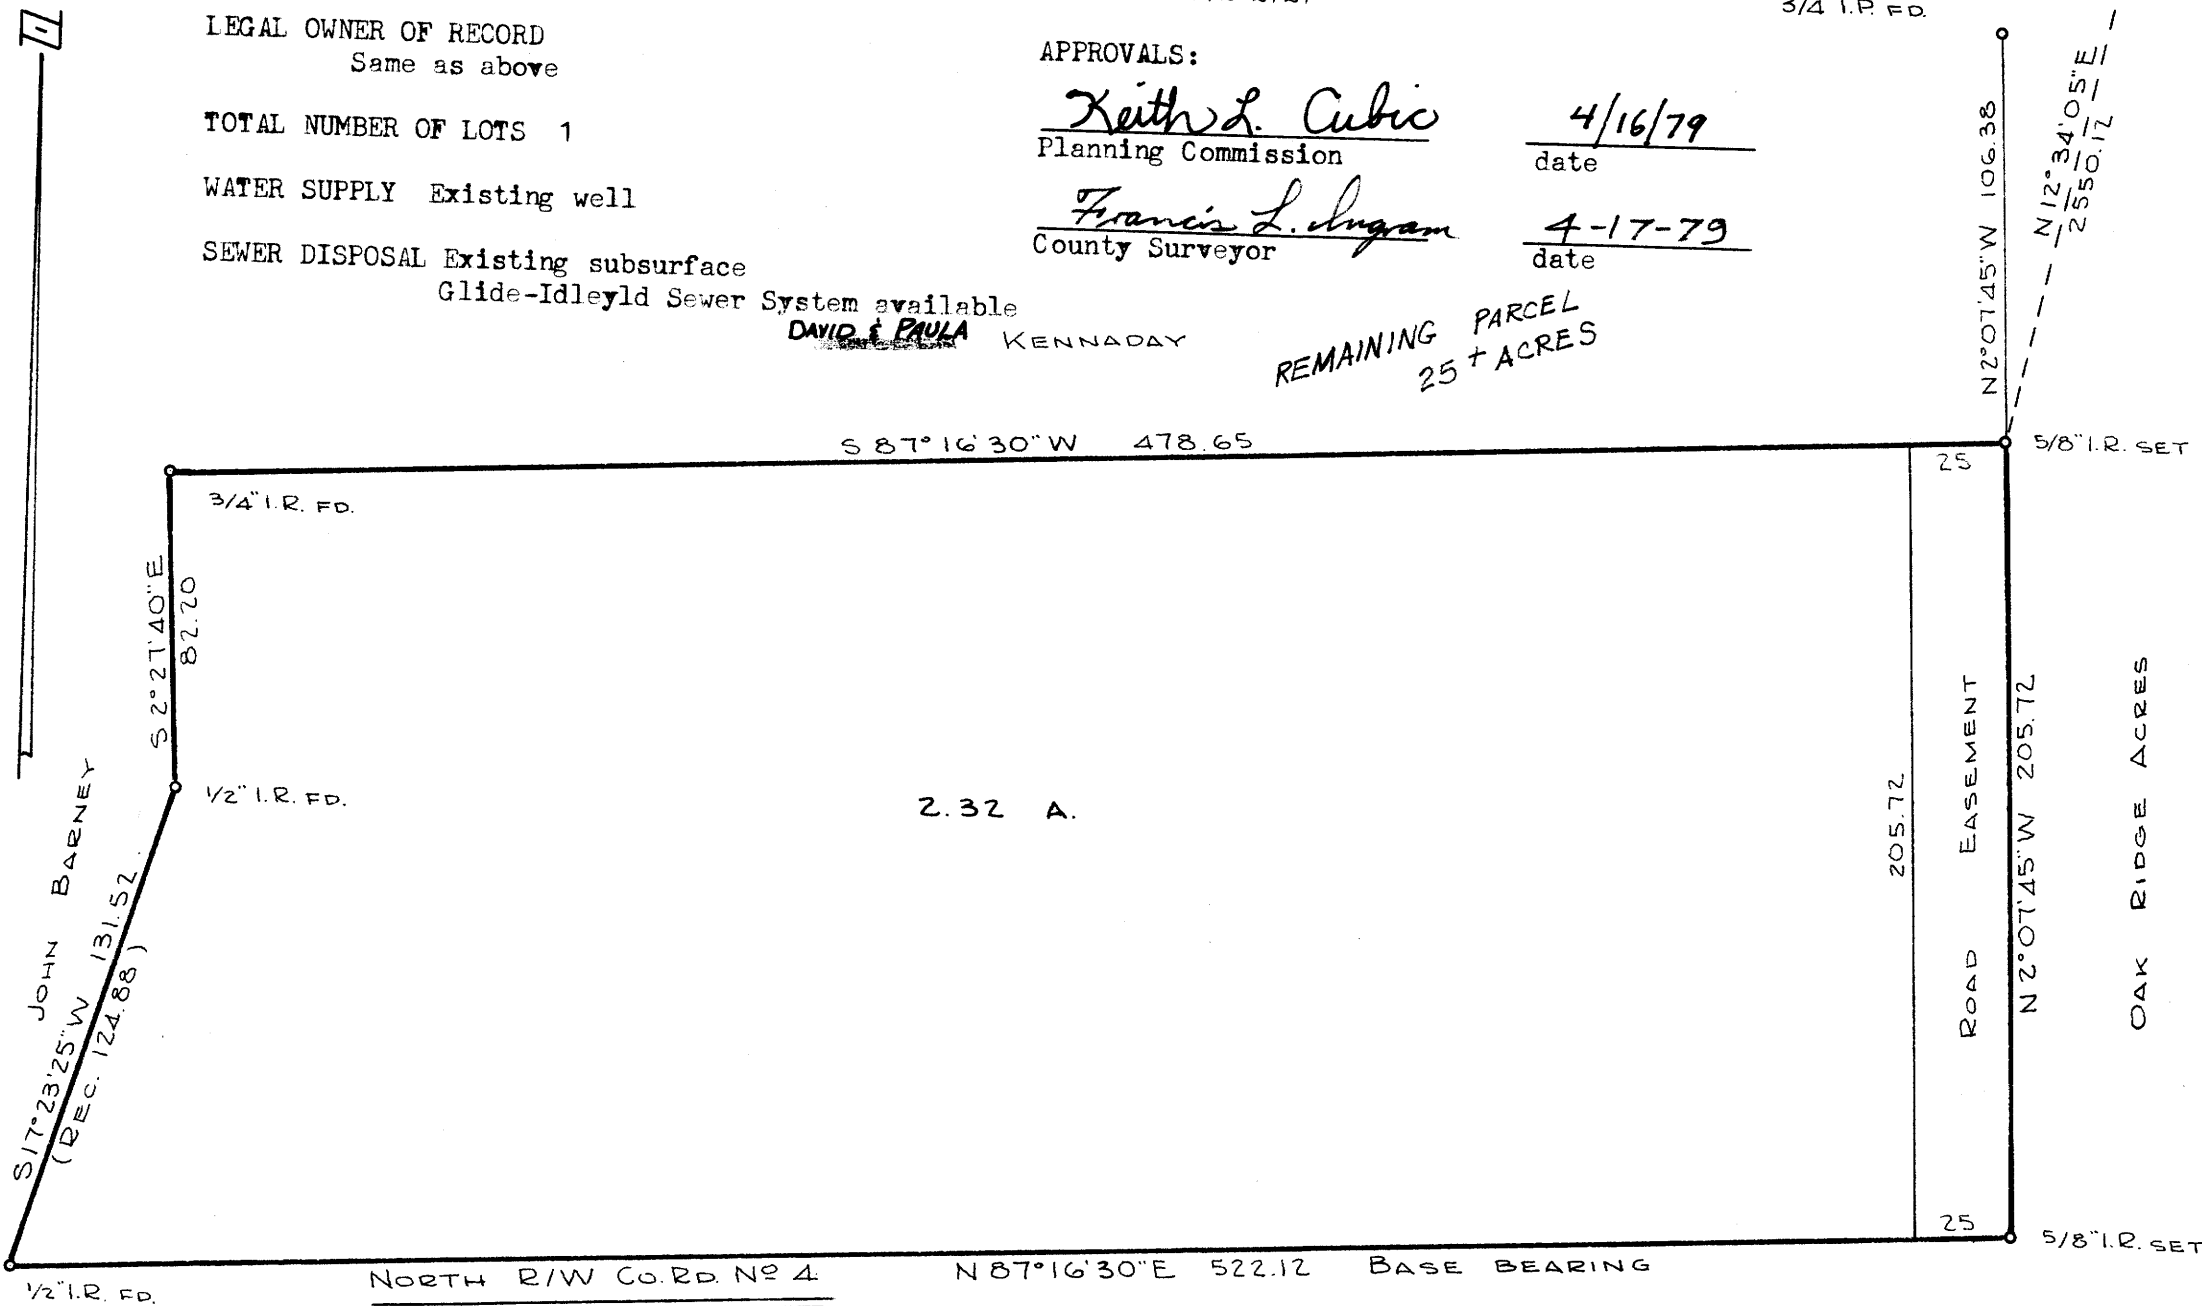 3/4 I.P. FD.
LEGAL OWNER OF RECORD
Same as above
TOTAL NUMBER OF LOTS 1
WATER SUPPLY Existing well
SEWER DISPOSAL Existing subsurface
Glide-Idleyld Sewer System available
APPROVALS:
Keith L. Cubic 4/16/79
Planning Commission date
Francis L. Ingram 4-17-79
County Surveyor date
DAVID & PAULA KENNADAY
REMAINING PARCEL
25 + ACRES
N 2°07'45" W 106.38
N 12°34'05" E
2550.12
S 87°16'30" W 478.65
5/8" I.R. SET
25
3/4" I.R. FD.
S 2°27'40" E
82.20
1/2" I.R. FD.
2.32 A.
JOHN BARNEY
S 17°23'25" W 131.52
(REC. 124.88)
205.72
ROAD EASEMENT
N 2°07'45" W 205.72
OAK RIDGE ACRES
25
5/8" I.R. SET
1/2" I.R. FD.
NORTH R/W CO. RD. Nº 4 N 87°16'30" E 522.12 BASE BEARING